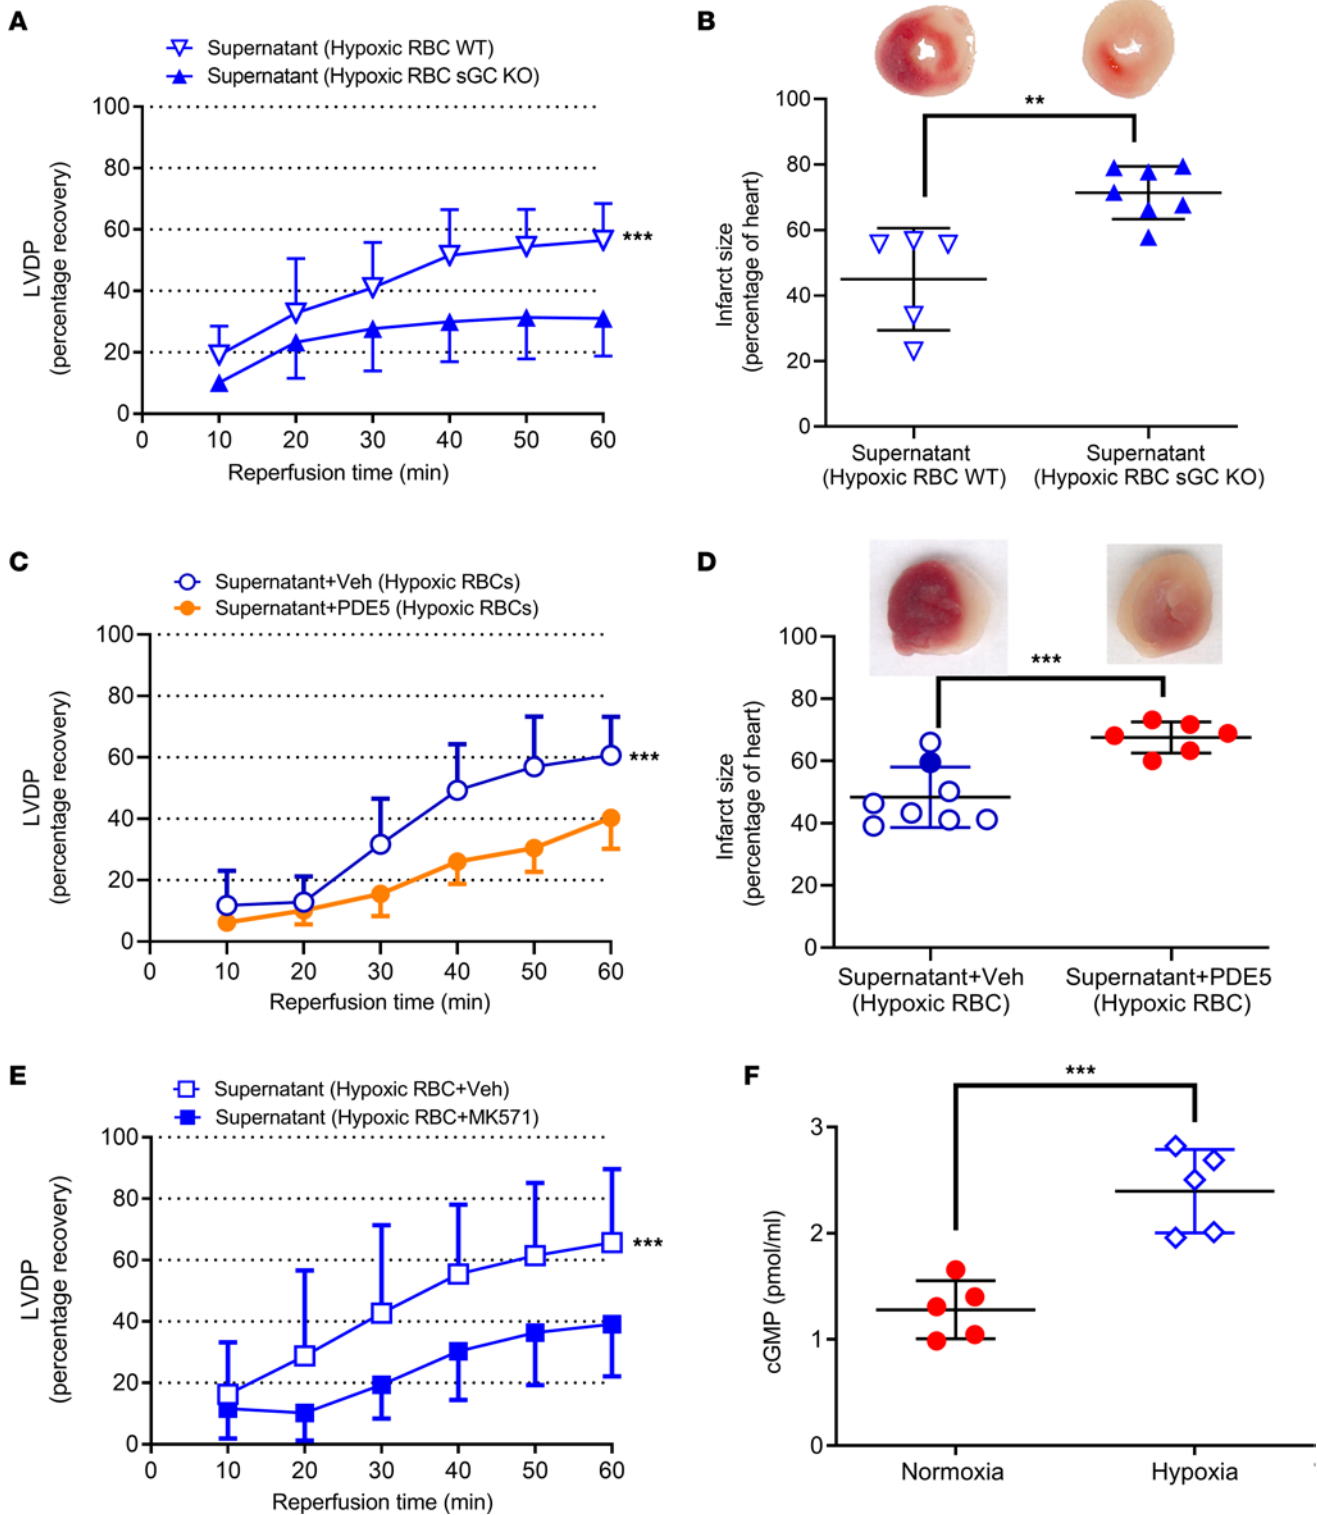 A
Supernatant (Hypoxic RBC WT)
Supernatant (Hypoxic RBC sGC KO)
LVDP
(percentage recovery)
100
80
60
40
20
0
***
0 10 20 30 40 50 60
Reperfusion time (min)
B
**
Infarct size
(percentage of heart)
100
80
60
40
20
0
Supernatant
(Hypoxic RBC WT)
Supernatant
(Hypoxic RBC sGC KO)
C
Supernatant+Veh (Hypoxic RBCs)
Supernatant+PDE5 (Hypoxic RBCs)
LVDP
(percentage recovery)
100
80
60
40
20
0
***
0 10 20 30 40 50 60
Reperfusion time (min)
D
***
Infarct size
(percentage of heart)
100
80
60
40
20
0
Supernatant+Veh
(Hypoxic RBC)
Supernatant+PDE5
(Hypoxic RBC)
E
Supernatant (Hypoxic RBC+Veh)
Supernatant (Hypoxic RBC+MK571)
LVDP
(percentage recovery)
100
80
60
40
20
0
***
0 10 20 30 40 50 60
Reperfusion time (min)
F
***
cGMP (pmol/ml)
3
2
1
0
Normoxia
Hypoxia